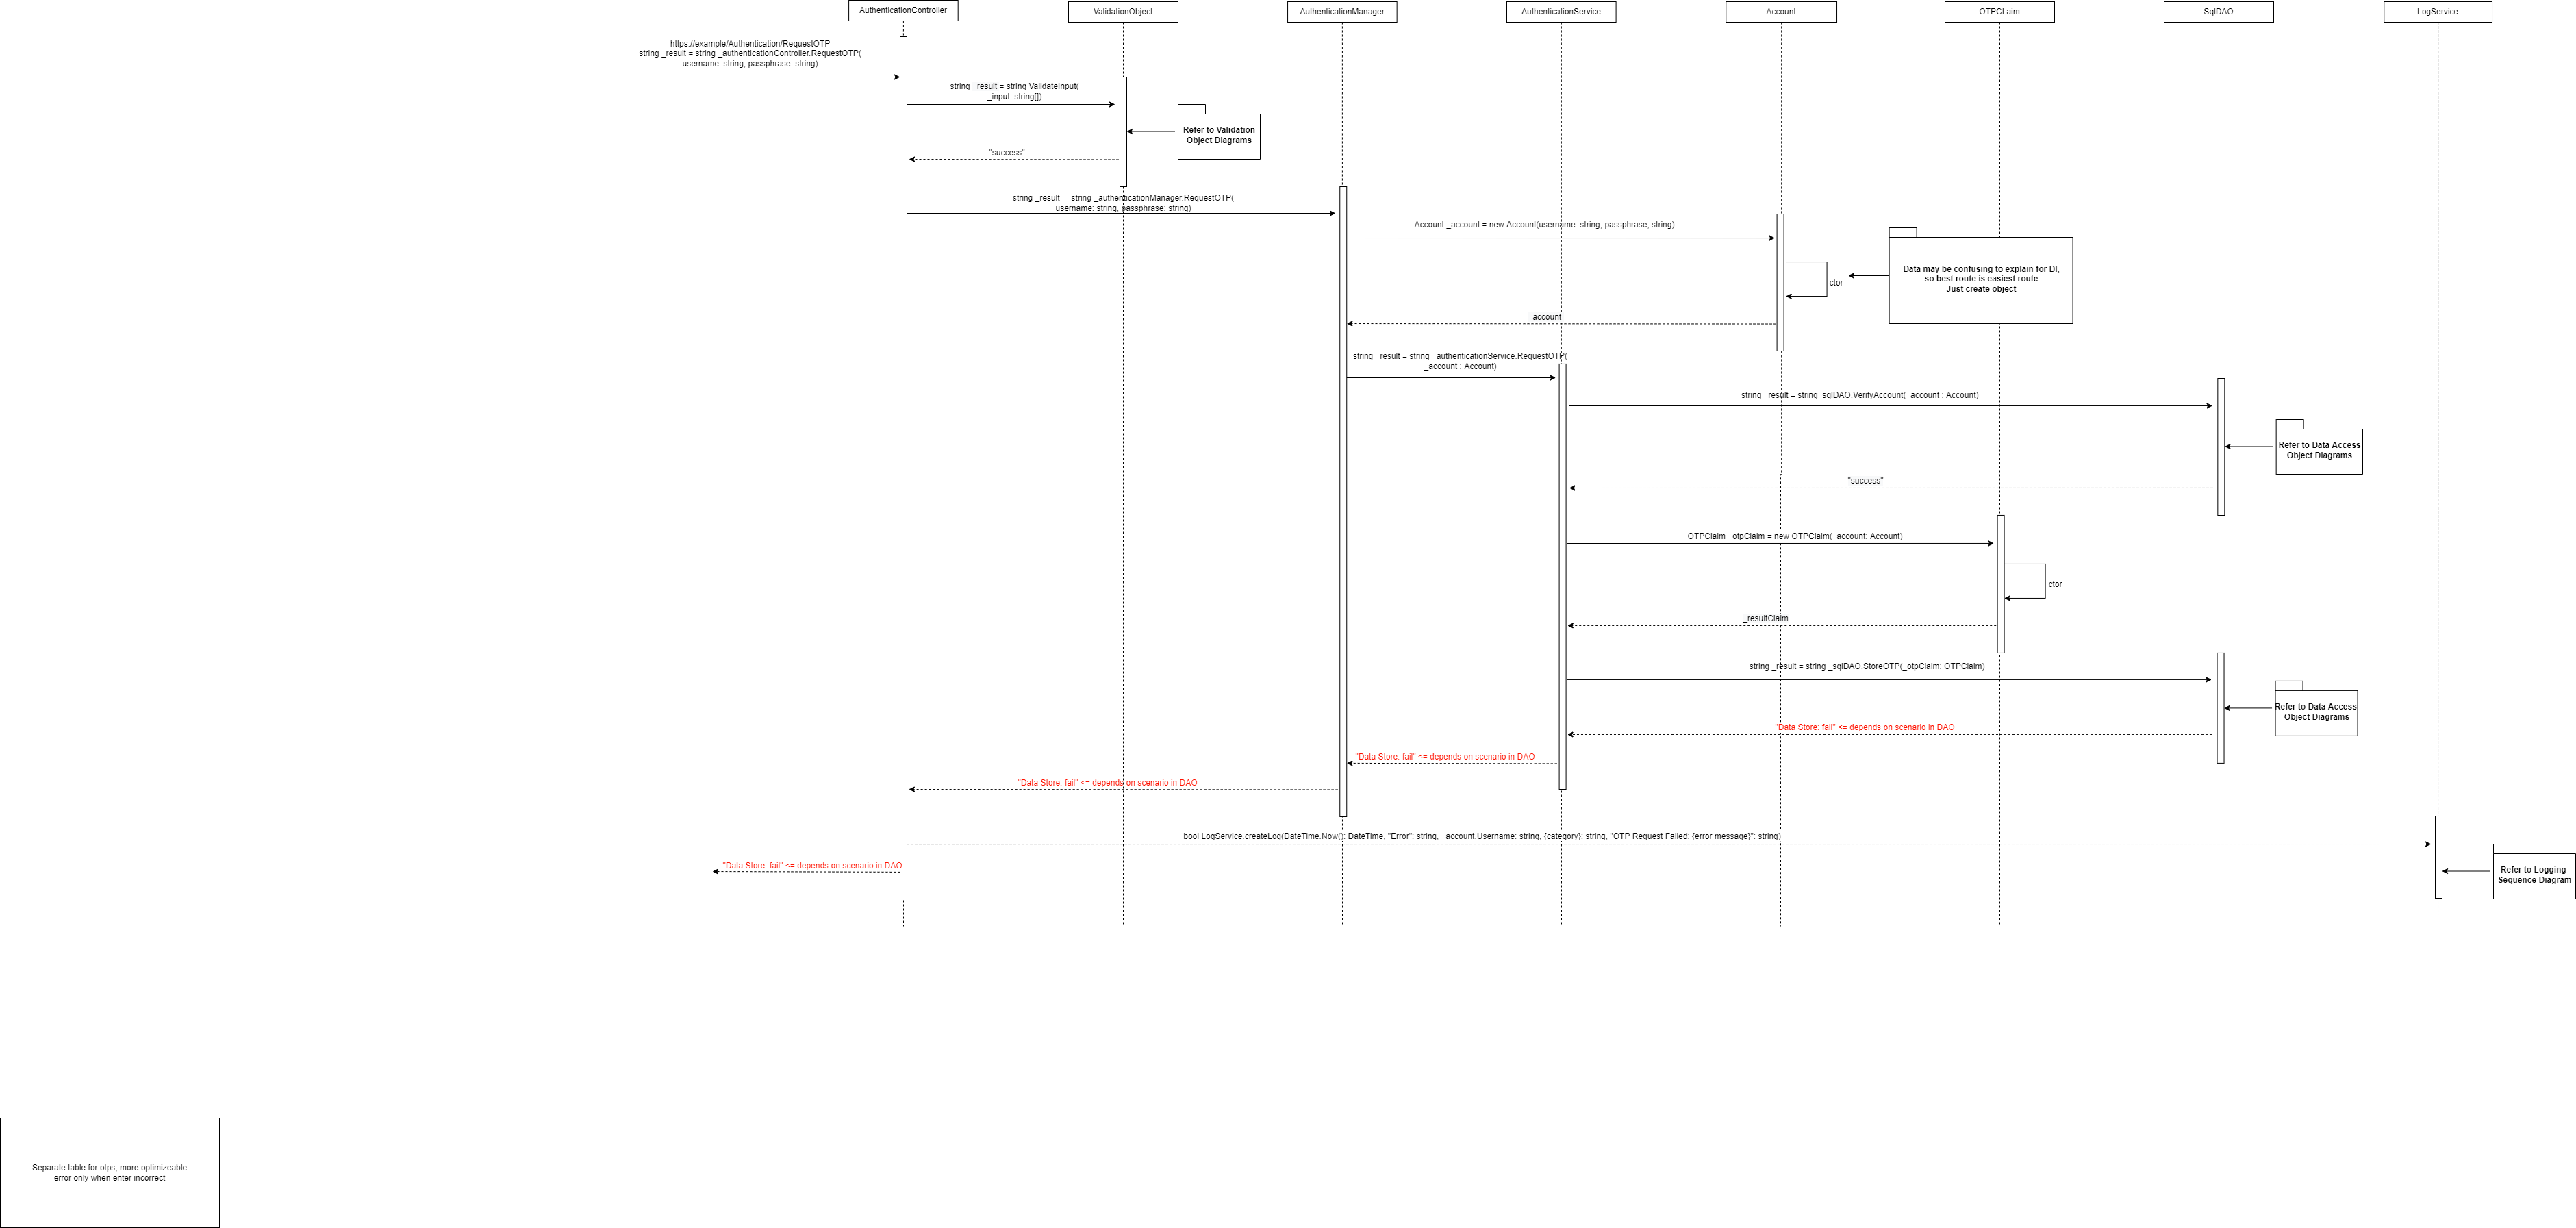 AuthenticationController
ValidationObject
AuthenticationManager
AuthenticationService
Account
OTPCLaim
SqlDAO
LogService
https://example/Authentication/RequestOTP
string _result = string _authenticationController.RequestOTP(
username: string, passphrase: string)
string _result = string ValidateInput(
_input: string[])
Refer to Validation
Object Diagrams
"success"
string _result  = string _authenticationManager.RequestOTP(
username: string, passphrase: string)
Account _account = new Account(username: string, passphrase, string)
Data may be confusing to explain for DI,
so best route is easiest route
Just create object
ctor
_account
string _result = string _authenticationService.RequestOTP(
_account : Account)
string _result = string_sqlDAO.VerifyAccount(_account : Account)
Refer to Data Access
Object Diagrams
"success"
OTPClaim _otpClaim = new OTPClaim(_account: Account)
ctor
_resultClaim
string _result = string _sqlDAO.StoreOTP(_otpClaim: OTPClaim)
Refer to Data Access
Object Diagrams
"Data Store: fail" <= depends on scenario in DAO
"Data Store: fail" <= depends on scenario in DAO
"Data Store: fail" <= depends on scenario in DAO
bool LogService.createLog(DateTime.Now(): DateTime, "Error": string, _account.Username: string, {category}: string, "OTP Request Failed: {error message}": string)
"Data Store: fail" <= depends on scenario in DAO
Refer to Logging
Sequence Diagram
Separate table for otps, more optimizeable
error only when enter incorrect